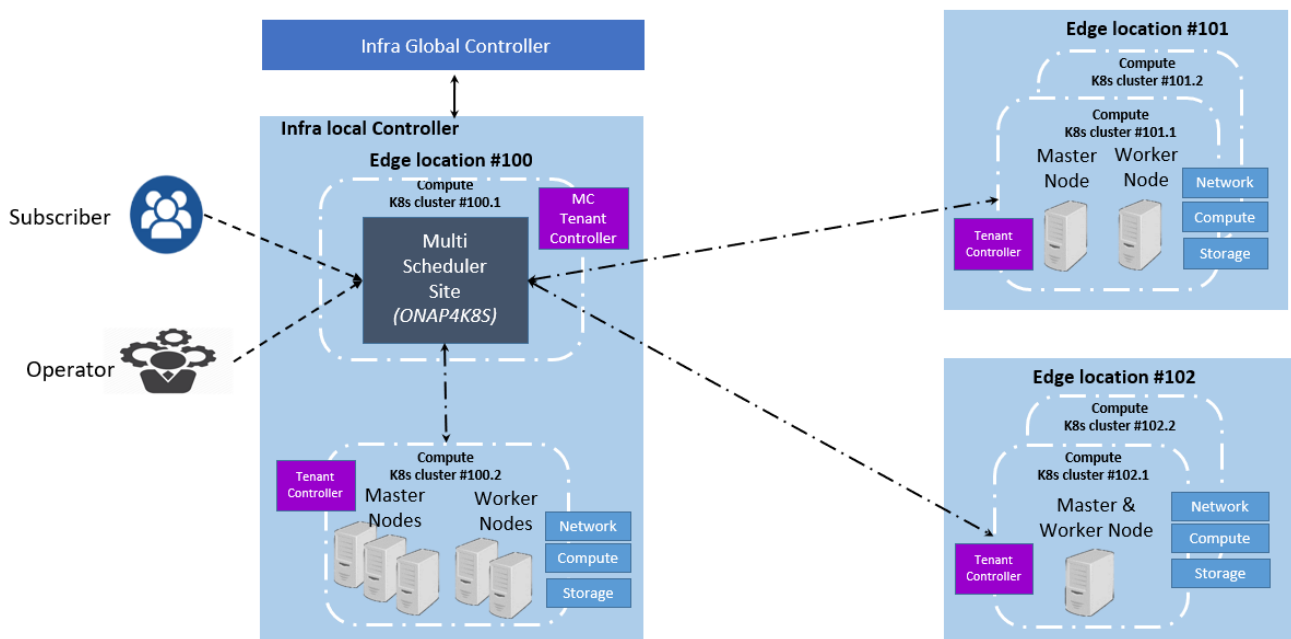 Infra Global Controller
Infra local Controller
Edge location #100
Compute
K8s cluster #100.1
MC
Tenant
Controller
Multi
Scheduler
Site
(ONAP4K8S)
Subscriber
Operator
Compute
K8s cluster #100.2
Tenant
Controller
Master
Nodes
Worker
Nodes
Network
Compute
Storage
Edge location #101
Compute
K8s cluster #101.2
Compute
K8s cluster #101.1
Master
Node
Worker
Node
Network
Compute
Storage
Tenant
Controller
Edge location #102
Compute
K8s cluster #102.2
Compute
K8s cluster #102.1
Master &
Worker Node
Network
Compute
Storage
Tenant
Controller